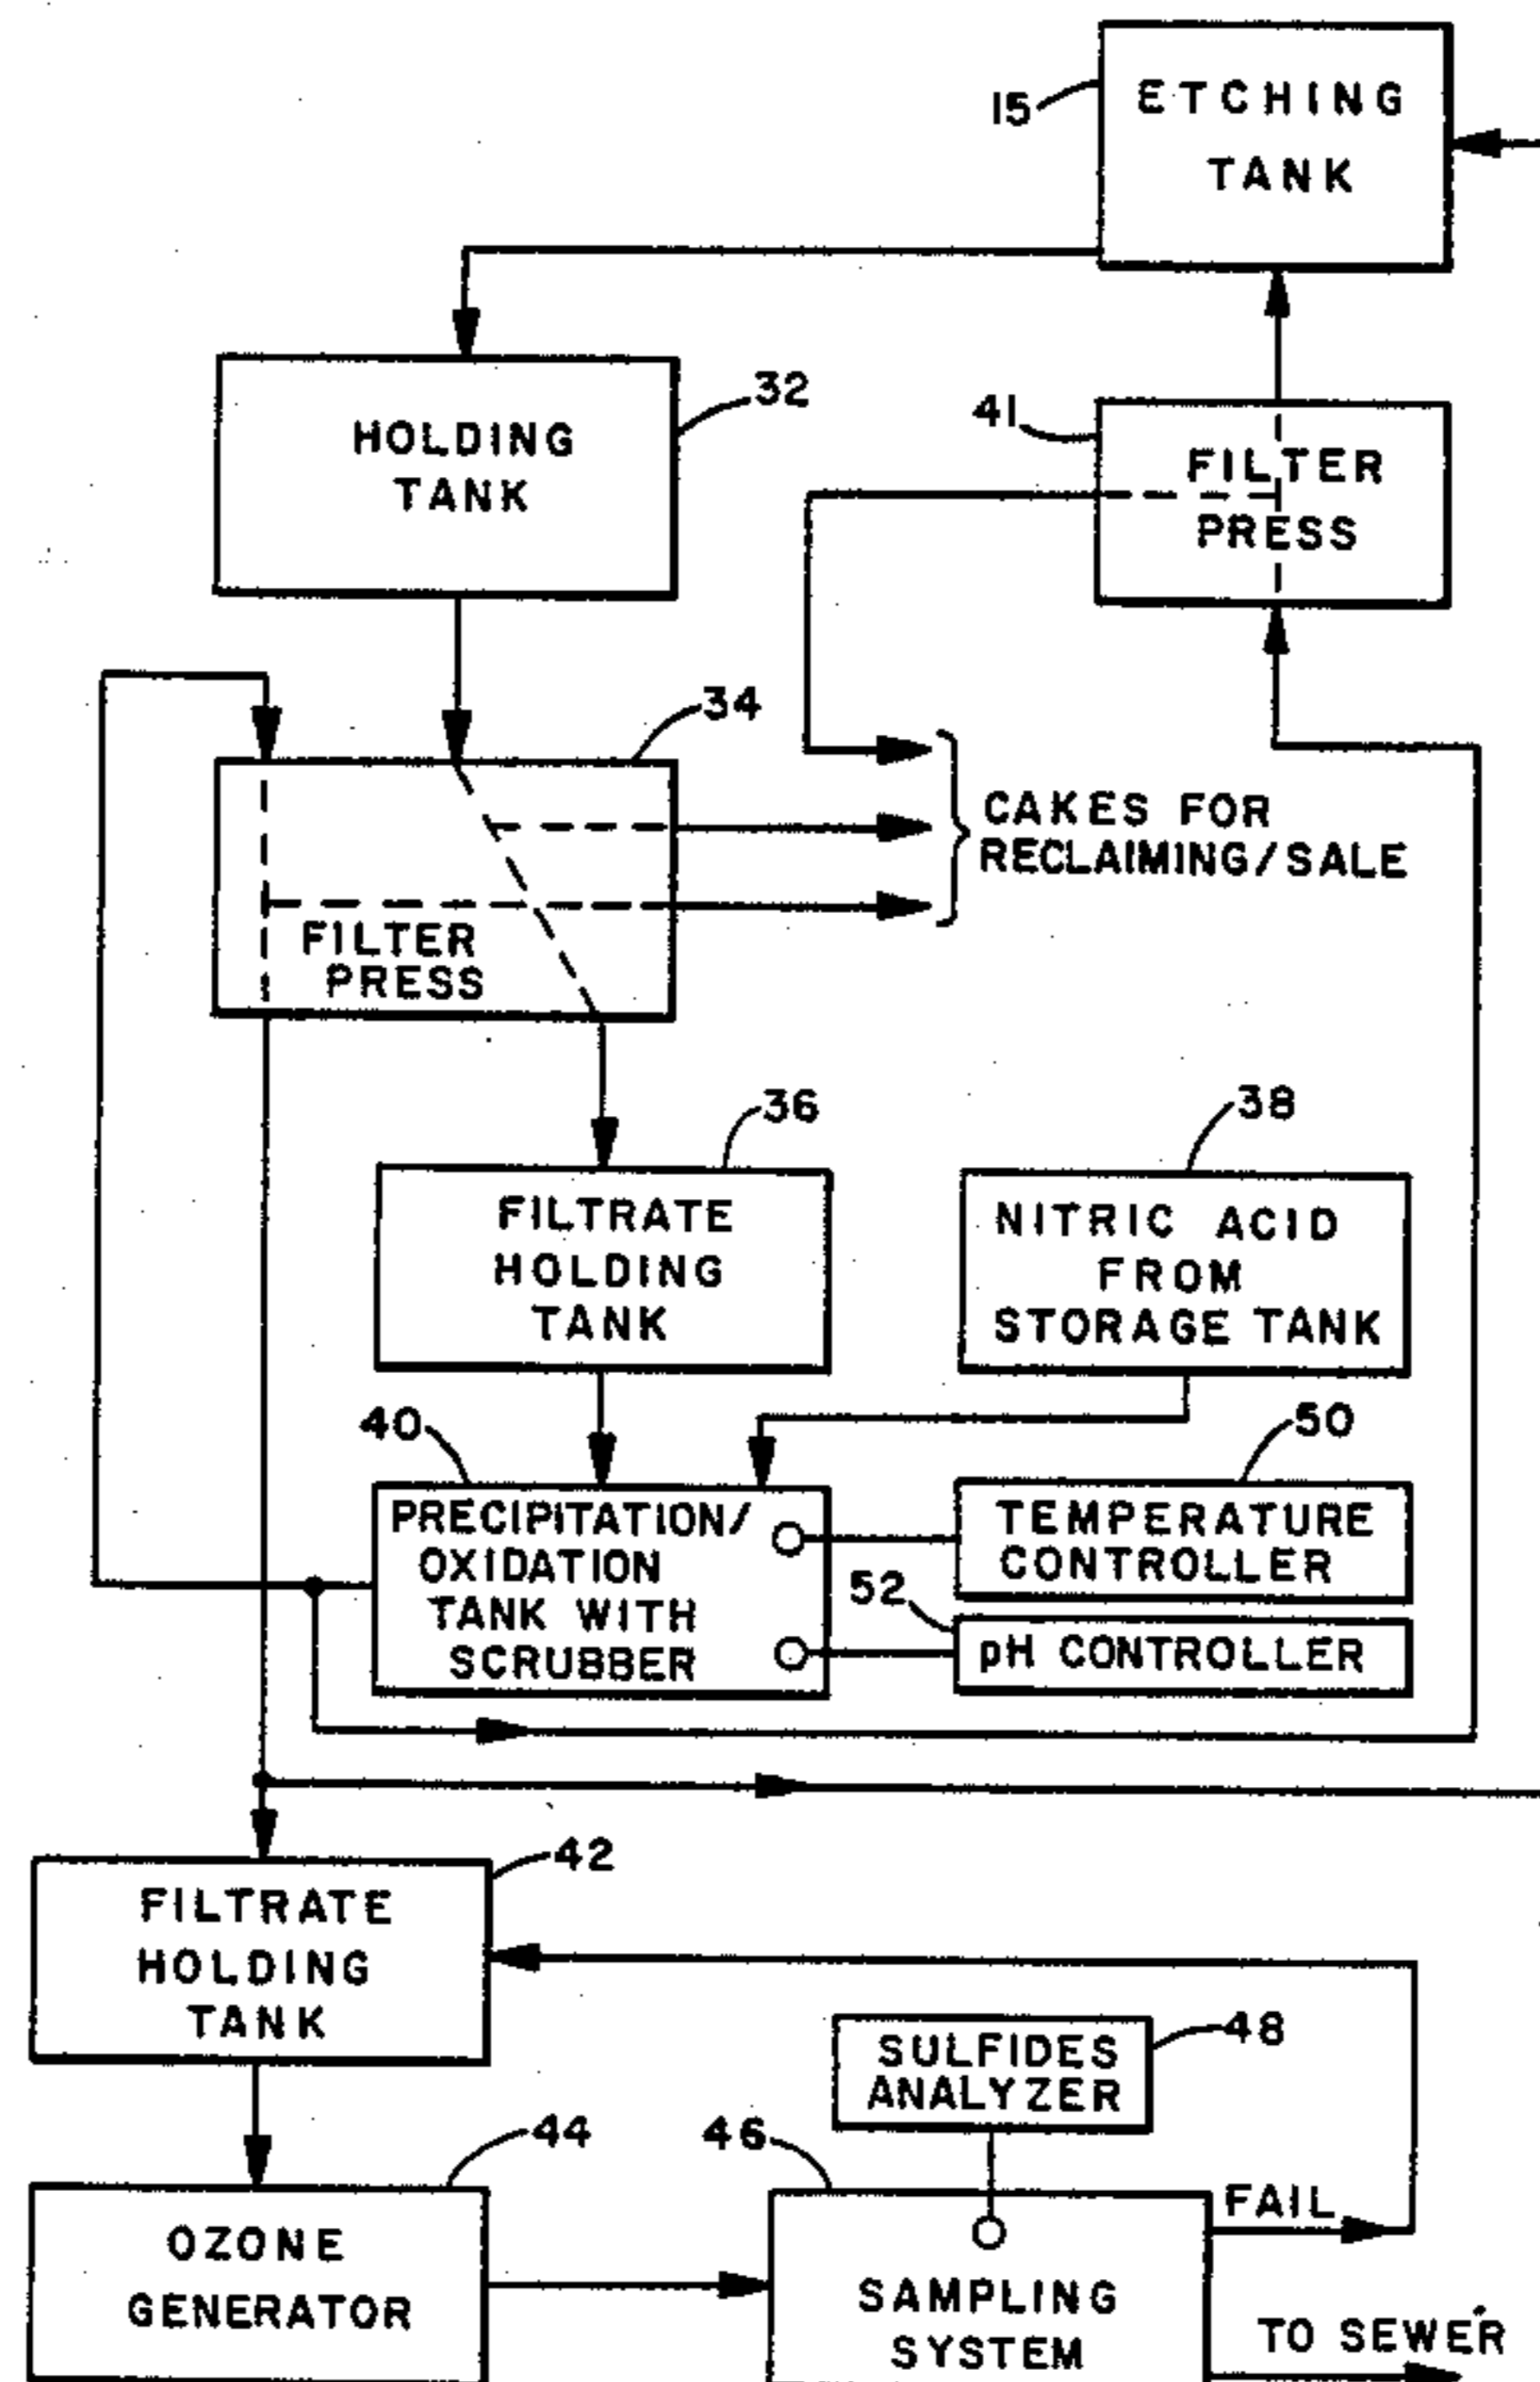 15
ETCHING
TANK
32
HOLDING
TANK
41
FILTER
PRESS
34
CAKES FOR
RECLAIMING/SALE
FILTER
PRESS
36
FILTRATE
HOLDING
TANK
38
NITRIC ACID
FROM
STORAGE TANK
40
PRECIPITATION/
OXIDATION
TANK WITH
SCRUBBER
50
TEMPERATURE
CONTROLLER
52
pH CONTROLLER
42
FILTRATE
HOLDING
TANK
48
SULFIDES
ANALYZER
44
OZONE
GENERATOR
46
SAMPLING
SYSTEM
FAIL
TO SEWER